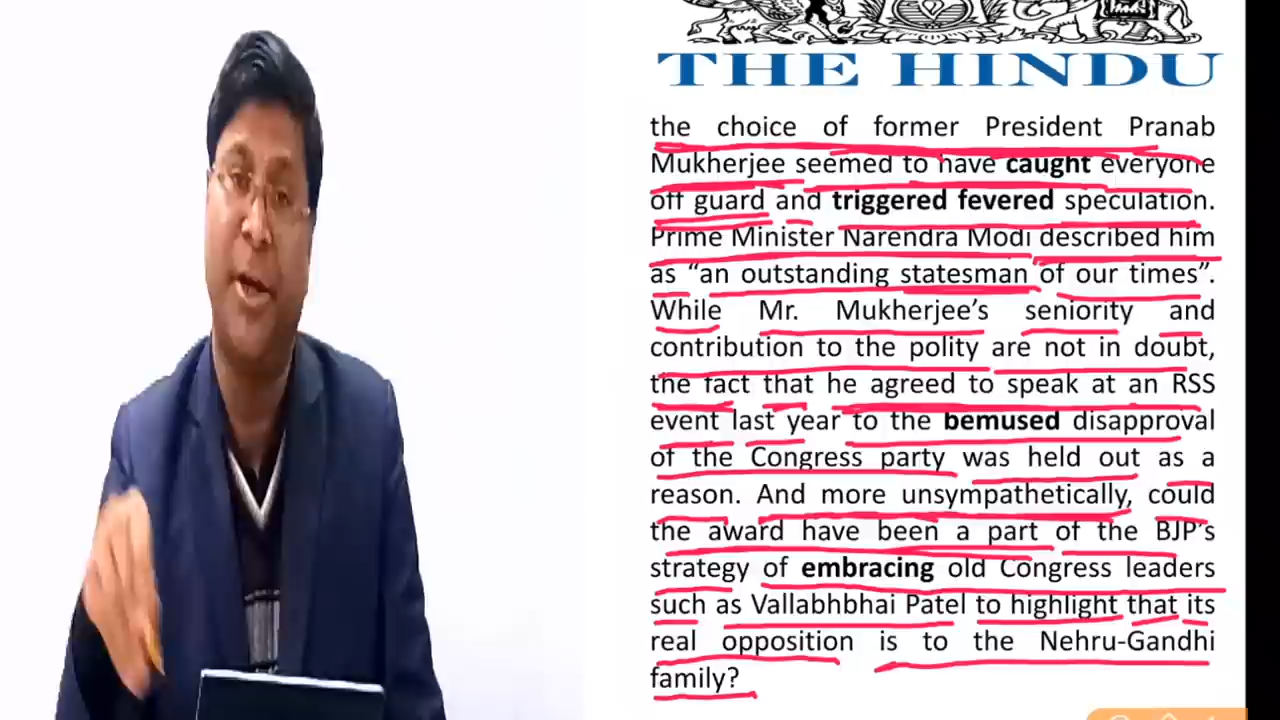 THE HINDU
the choice of former President Pranab
Mukherjee seemed to have caught everyone
off guard and triggered fevered speculation.
Prime Minister Narendra Modi described him
as “an outstanding statesman of our times”.
While Mr. Mukherjee’s seniority and
contribution to the polity are not in doubt,
the fact that he agreed to speak at an RSS
event last year to the bemused disapproval
of the Congress party was held out as a
reason. And more unsympathetically, could
the award have been a part of the BJP’s
strategy of embracing old Congress leaders
such as Vallabhbhai Patel to highlight that its
real opposition is to the Nehru-Gandhi
family?